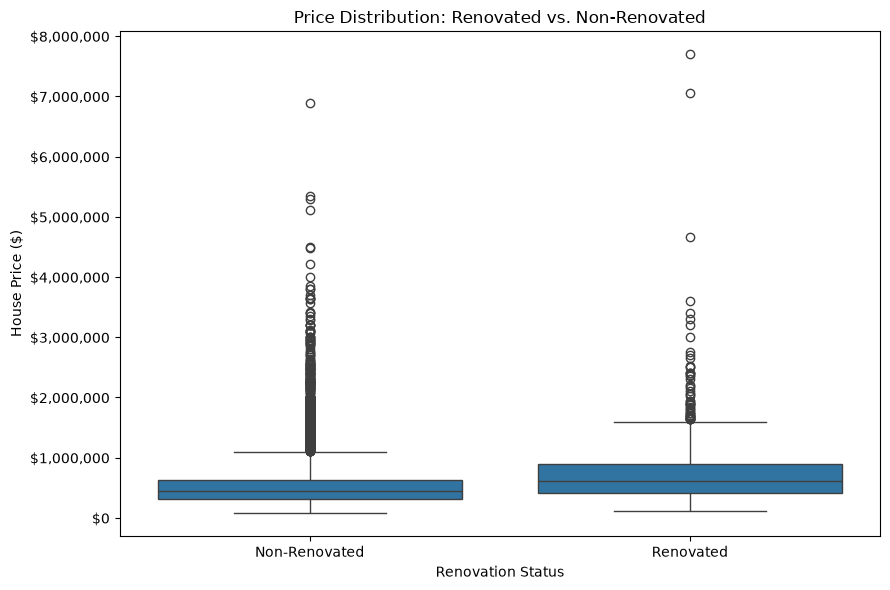 Price Distribution: Renovated vs. Non-Renovated
$8,000,000
$7,000,000
$6,000,000
$5,000,000
$4,000,000
$3,000,000
$2,000,000
$1,000,000
$0
House Price ($)
Non-Renovated
Renovated
Renovation Status